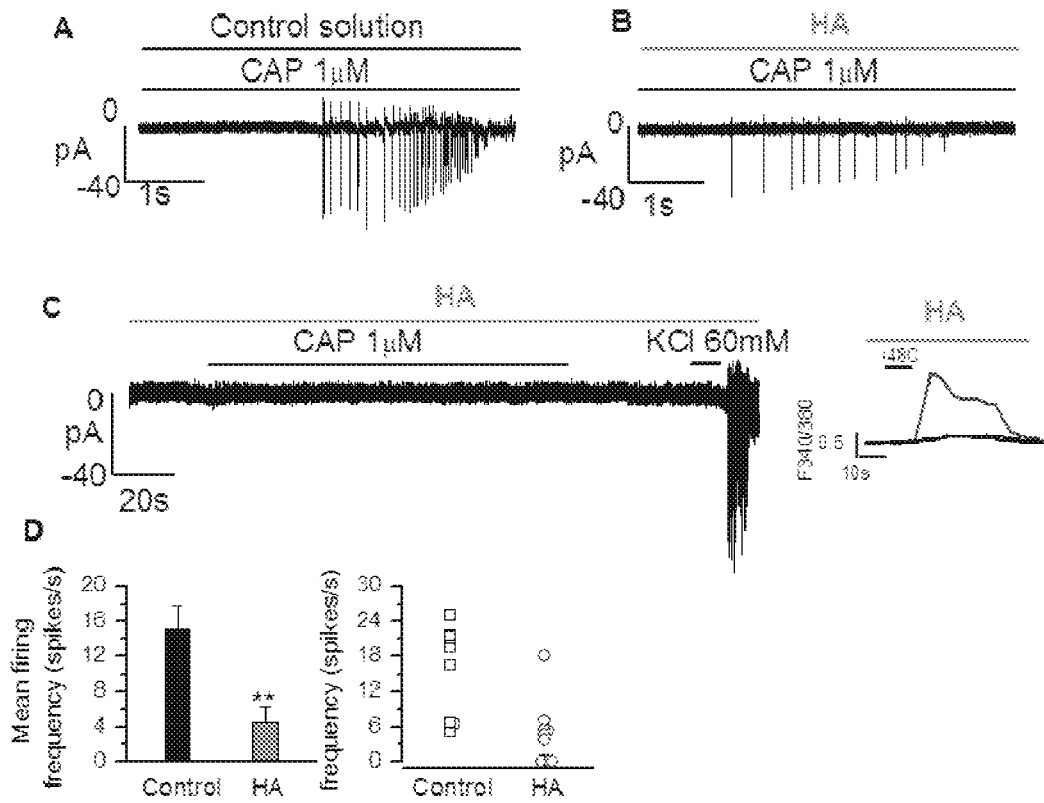 A
Control solution
CAP 1µM
0
pA
-40
1s
B
HA
CAP 1µM
0
pA
-40
1s
C
HA
CAP 1µM
KCl 60mM
0
pA
-40
20s
HA
F340/380
10s
D
Mean firing
frequency (spikes/s)
20
16
12
8
4
0
**
Control
HA
frequency (spikes/s)
30
24
18
12
6
0
Control
HA